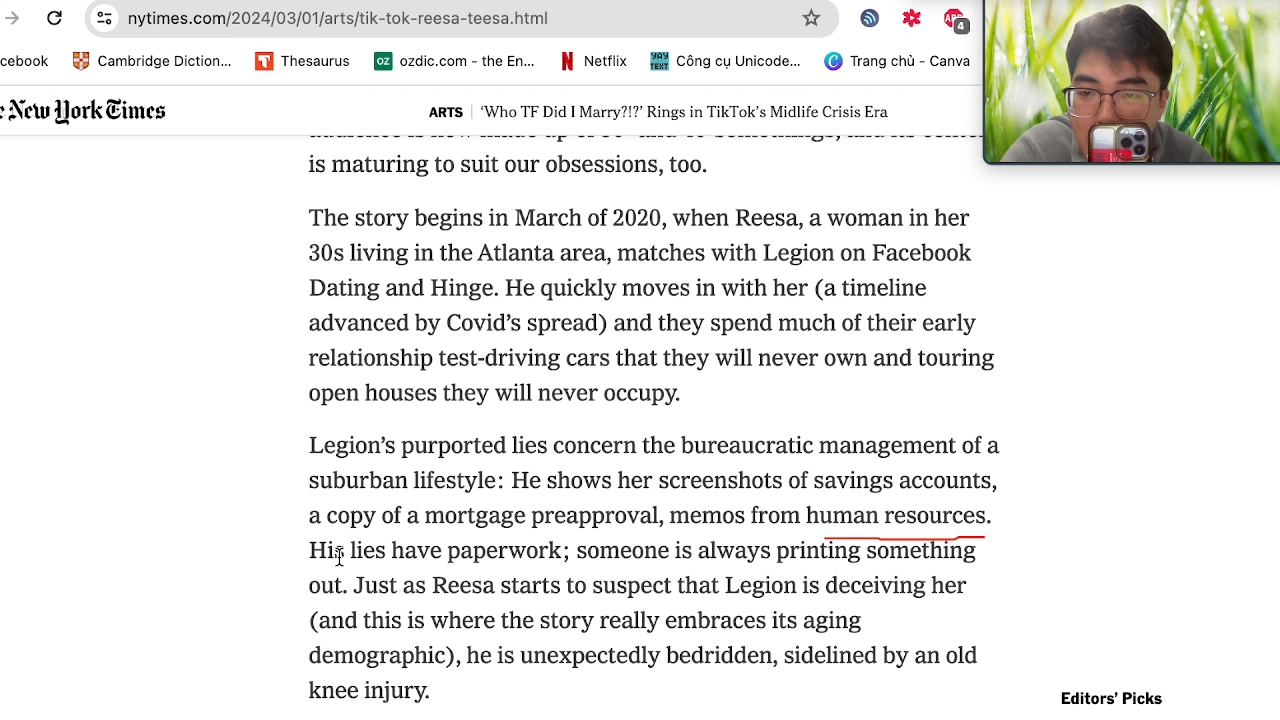 nytimes.com/2024/03/01/arts/tik-tok-reesa-teesa.html
4
cebook
Cambridge Diction...
T
Thesaurus
OZ
ozdic.com - the En...
N
Netflix
YAY
TEXT
Công cụ Unicode...
C
Trang chủ - Canva
New York Times
ARTS | ‘Who TF Did I Marry?!?’ Rings in TikTok’s Midlife Crisis Era
is maturing to suit our obsessions, too.
The story begins in March of 2020, when Reesa, a woman in her
30s living in the Atlanta area, matches with Legion on Facebook
Dating and Hinge. He quickly moves in with her (a timeline
advanced by Covid’s spread) and they spend much of their early
relationship test-driving cars that they will never own and touring
open houses they will never occupy.
Legion’s purported lies concern the bureaucratic management of a
suburban lifestyle: He shows her screenshots of savings accounts,
a copy of a mortgage preapproval, memos from human resources.
His lies have paperwork; someone is always printing something
out. Just as Reesa starts to suspect that Legion is deceiving her
(and this is where the story really embraces its aging
demographic), he is unexpectedly bedridden, sidelined by an old
knee injury.
Editors’ Picks